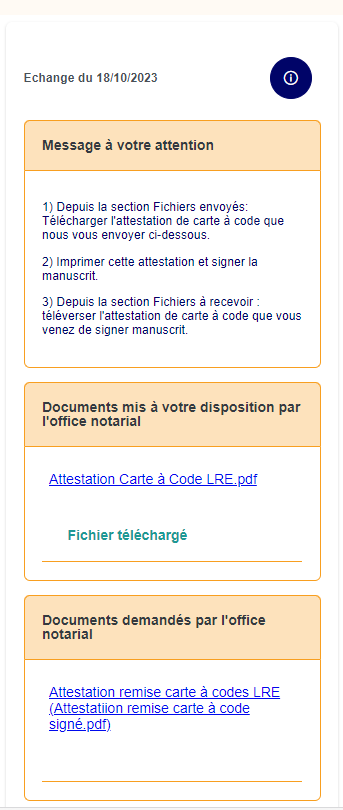 Echange du 18/10/2023
Message à votre attention
1) Depuis la section Fichiers envoyés:
Télécharger l'attestation de carte à code que
nous vous envoyer ci-dessous.
2) Imprimer cette attestation et signer la
manuscrit.
3) Depuis la section Fichiers à recevoir :
téléverser l'attestation de carte à code que vous
venez de signer manuscrit.
Documents mis à votre disposition par
l'office notarial
Attestation Carte à Code LRE.pdf
Fichier téléchargé
Documents demandés par l'office
notarial
Attestation remise carte à codes LRE
(Attestatiion remise carte à code
signé.pdf)